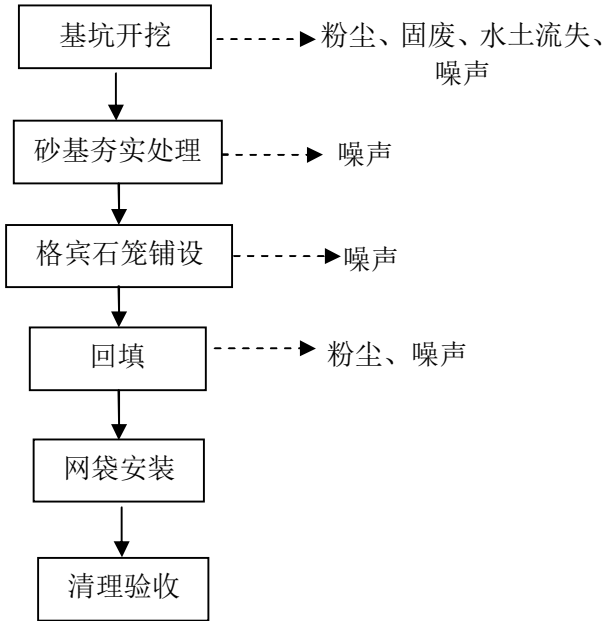 基坑开挖
粉尘、固废、水土流失、
噪声
砂基夯实处理
噪声
格宾石笼铺设
噪声
回填
粉尘、噪声
网袋安装
清理验收